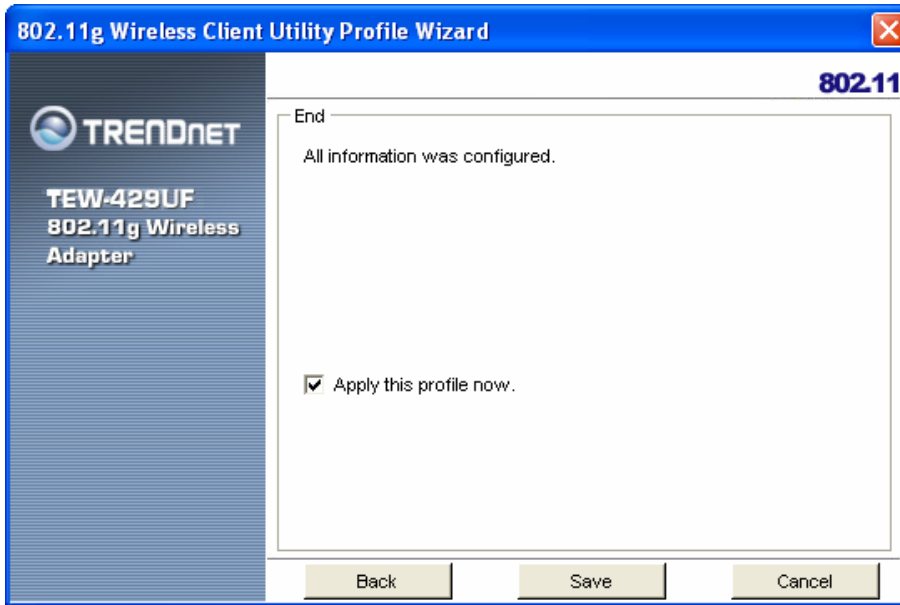 802.11g Wireless Client Utility Profile Wizard
802.11
TRENDNET
TEW-429UF
802.11g Wireless
Adapter
End
All information was configured.
Apply this profile now.
Back
Save
Cancel